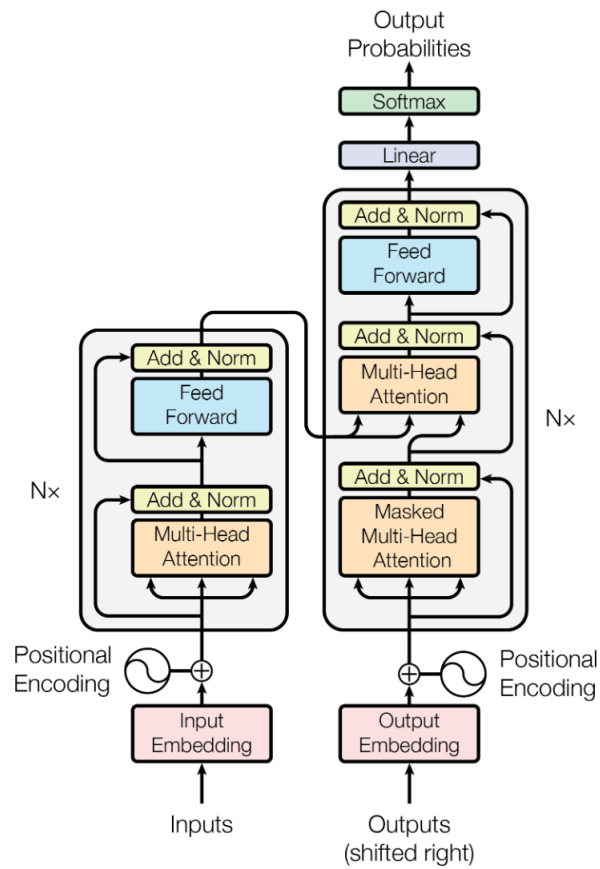 Output
Probabilities
Softmax
Linear
Add & Norm
Feed
Forward
Add & Norm
Multi-Head
Attention
Add & Norm
Masked
Multi-Head
Attention
N×
Add & Norm
Feed
Forward
Add & Norm
Multi-Head
Attention
N×
Positional
Encoding
Positional
Encoding
Input
Embedding
Output
Embedding
Inputs
Outputs
(shifted right)